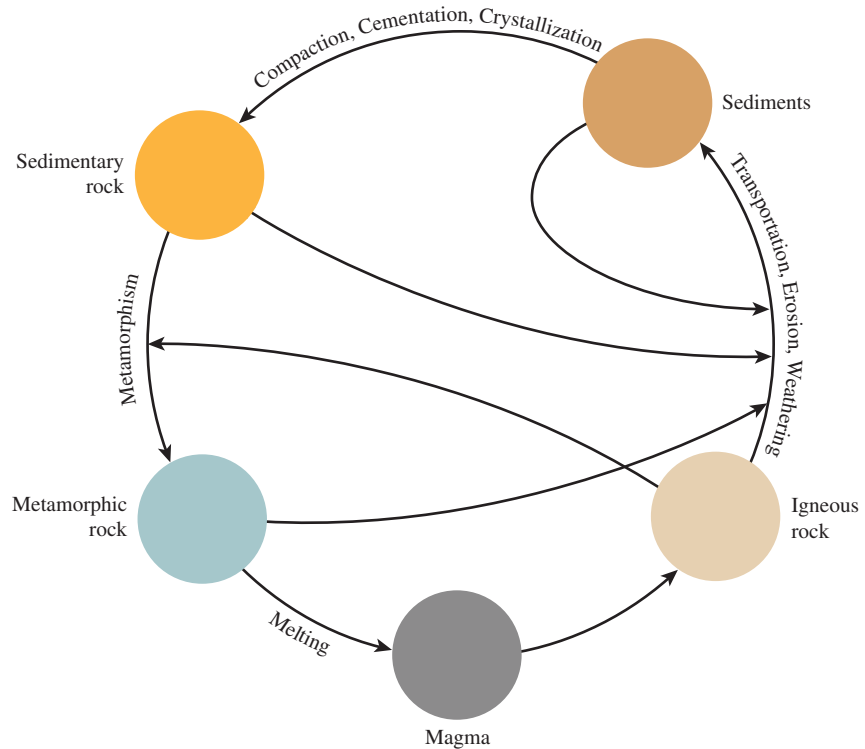 Compaction, Cementation, Crystallization
Sediments
Sedimentary
rock
Transportation, Erosion, Weathering
Metamorphism
Metamorphic
rock
Igneous
rock
Melting
Magma